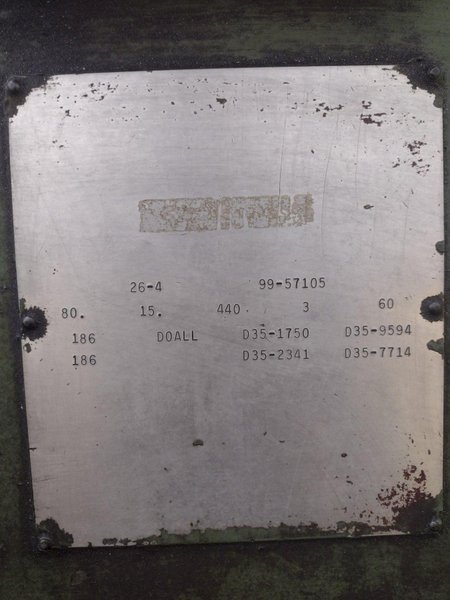 26-4 99-57105
80. 15. 440 3 60
186 DOALL D35-1750 D35-9594
186 D35-2341 D35-7714